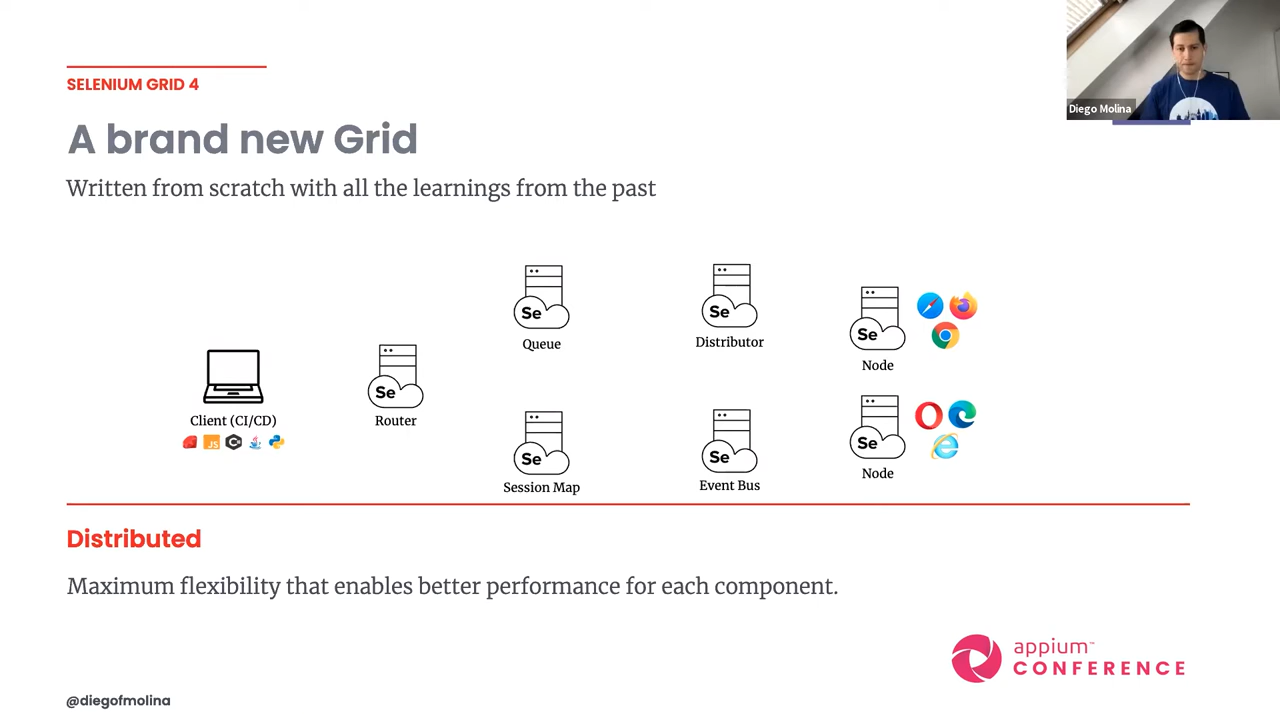 SELENIUM GRID 4
A brand new Grid
Written from scratch with all the learnings from the past
Diego Molina
Se
Queue
Se
Distributor
Se
Node
Client (CI/CD)
JS
C
Se
Router
Se
Session Map
Se
Event Bus
Se
Node
Distributed
Maximum flexibility that enables better performance for each component.
appium™
CONFERENCE
@diegofmolina